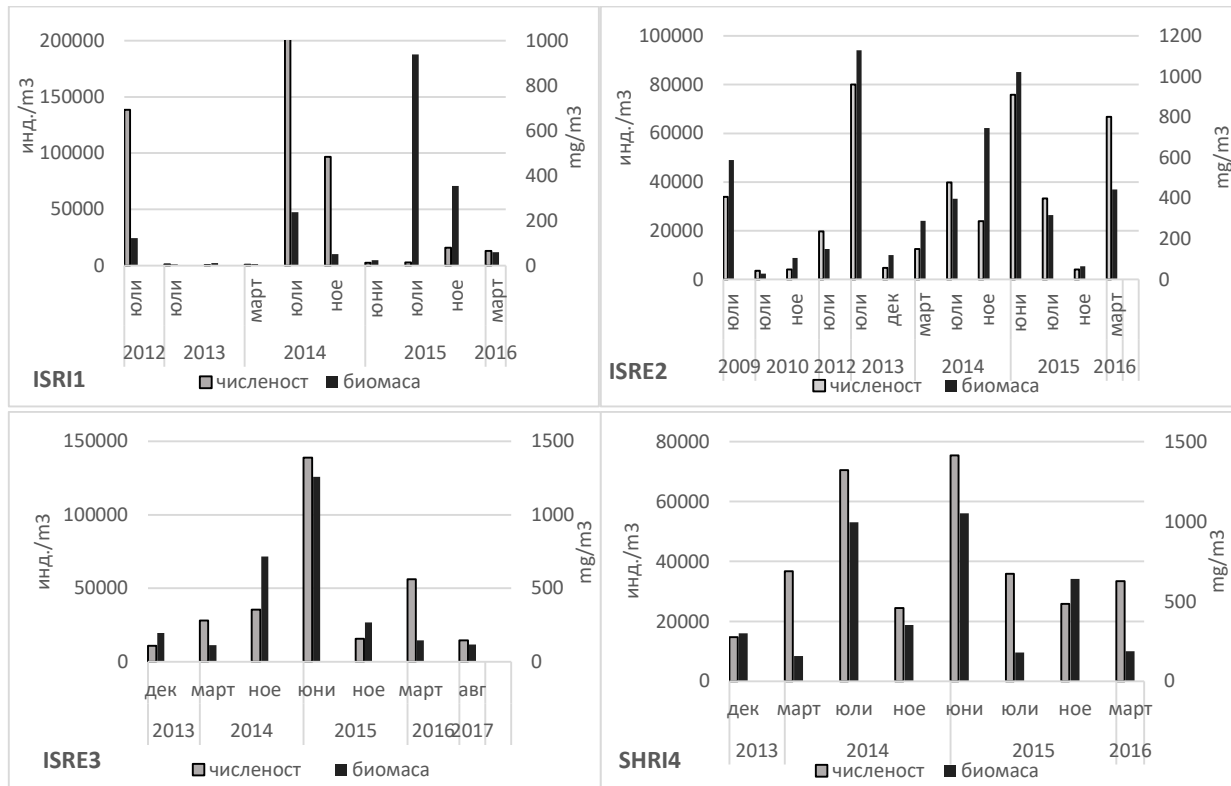 200000
150000
100000
50000
0
инд./m3
1000
800
600
400
200
0
mg/m3
юли
юли
март
юли
ное
юни
юли
ное
март
2012
2013
2014
2015
2016
ISRI1
численост
биомаса
100000
80000
60000
40000
20000
0
инд./m3
1200
1000
800
600
400
200
0
mg/m3
юли
юли
ное
юли
юли
дек
март
юли
ное
юни
юли
ное
март
2009
2010
2012
2013
2014
2015
2016
ISRE2
численост
биомаса
150000
100000
50000
0
инд./m3
1500
1000
500
0
mg/m3
дек
март
ное
юни
ное
март
авг
2013
2014
2015
2016
2017
ISRE3
численост
биомаса
80000
60000
40000
20000
0
инд./m3
1500
1000
500
0
mg/m3
дек
март
юли
ное
юни
юли
ное
март
2013
2014
2015
2016
SHRI4
численост
биомаса